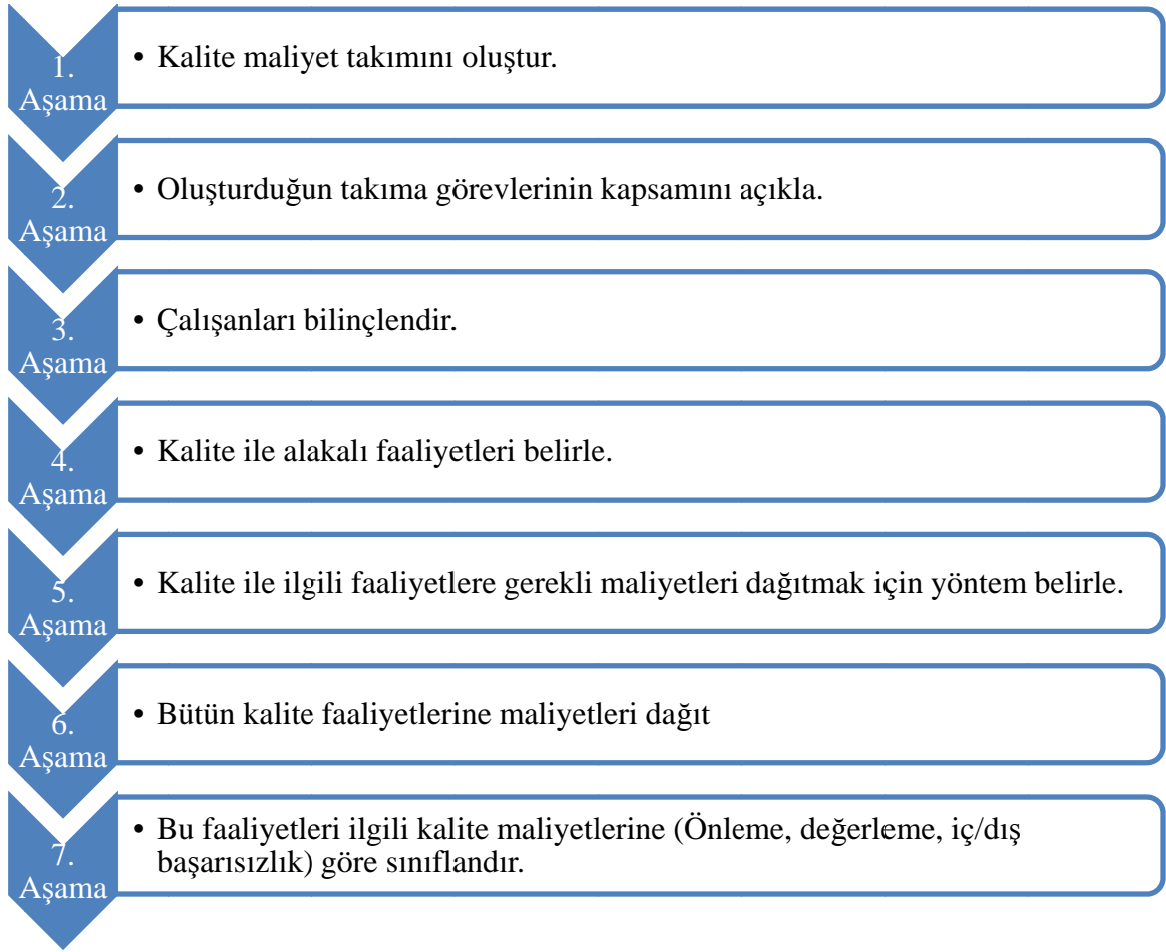 1.
Aşama
• Kalite maliyet takımını oluştur.
2.
Aşama
• Oluşturduğun takıma görevlerinin kapsamını açıkla.
3.
Aşama
• Çalışanları bilinçlendir.
4.
Aşama
• Kalite ile alakalı faaliyetleri belirle.
5.
Aşama
• Kalite ile ilgili faaliyetlere gerekli maliyetleri dağıtmak için yöntem belirle.
6.
Aşama
• Bütün kalite faaliyetlerine maliyetleri dağıt
7.
Aşama
• Bu faaliyetleri ilgili kalite maliyetlerine (Önleme, değerleme, iç/dış
başarısızlık) göre sınıflandır.